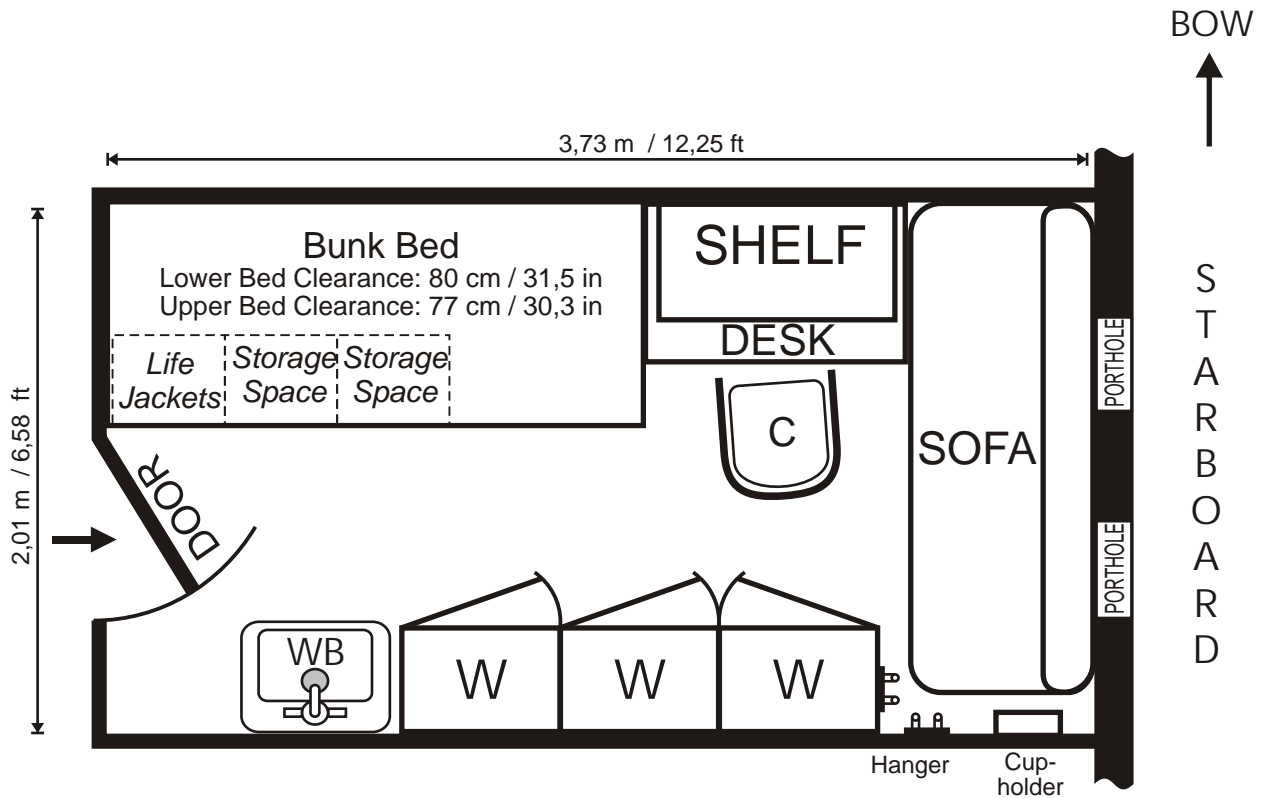 BOW
3,73 m / 12,25 ft
Bunk Bed
Lower Bed Clearance: 80 cm / 31,5 in
Upper Bed Clearance: 77 cm / 30,3 in
SHELF
DESK
Life
Jackets
Storage
Space
Storage
Space
C
SOFA
PORTHOLE
PORTHOLE
STARBOARD
2,01 m / 6,58 ft
DOOR
WB
W
W
W
Hanger
Cup-
holder